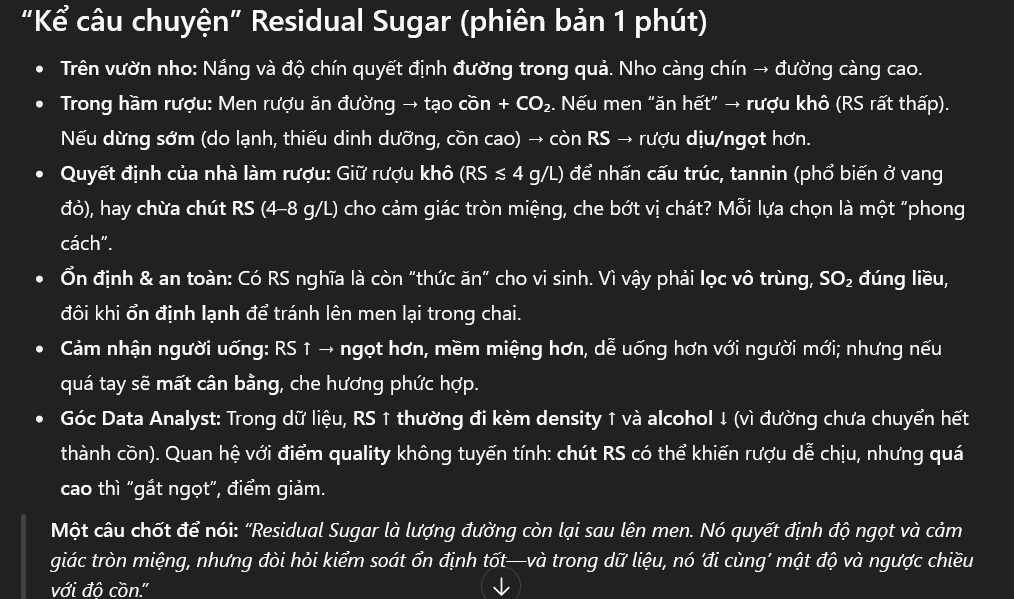 “Kể câu chuyện” Residual Sugar (phiên bản 1 phút)
• Trên vườn nho: Nắng và độ chín quyết định đường trong quả. Nho càng chín → đường càng cao.
• Trong hầm rượu: Men rượu ăn đường → tạo cồn + CO₂. Nếu men “ăn hết” → rượu khô (RS rất thấp).
Nếu dừng sớm (do lạnh, thiếu dinh dưỡng, cồn cao) → còn RS → rượu dịu/ngọt hơn.
• Quyết định của nhà làm rượu: Giữ rượu khô (RS ≲ 4 g/L) để nhấn cấu trúc, tannin (phổ biến ở vang
đỏ), hay chừa chút RS (4–8 g/L) cho cảm giác tròn miệng, che bớt vị chát? Mỗi lựa chọn là một “phong
cách”.
• Ổn định & an toàn: Có RS nghĩa là còn “thức ăn” cho vi sinh. Vì vậy phải lọc vô trùng, SO₂ đúng liều,
đôi khi ổn định lạnh để tránh lên men lại trong chai.
• Cảm nhận người uống: RS ↑ → ngọt hơn, mềm miệng hơn, dễ uống hơn với người mới; nhưng nếu
quá tay sẽ mất cân bằng, che hương phức hợp.
• Góc Data Analyst: Trong dữ liệu, RS ↑ thường đi kèm density ↑ và alcohol ↓ (vì đường chưa chuyển hết
thành cồn). Quan hệ với điểm quality không tuyến tính: chút RS có thể khiến rượu dễ chịu, nhưng quá
cao thì “gắt ngọt”, điểm giảm.
Một câu chốt để nói: “Residual Sugar là lượng đường còn lại sau lên men. Nó quyết định độ ngọt và cảm
giác tròn miệng, nhưng đòi hỏi kiểm soát ổn định tốt—và trong dữ liệu, nó ‘đi cùng’ mật độ và ngược chiều
với độ cồn.”